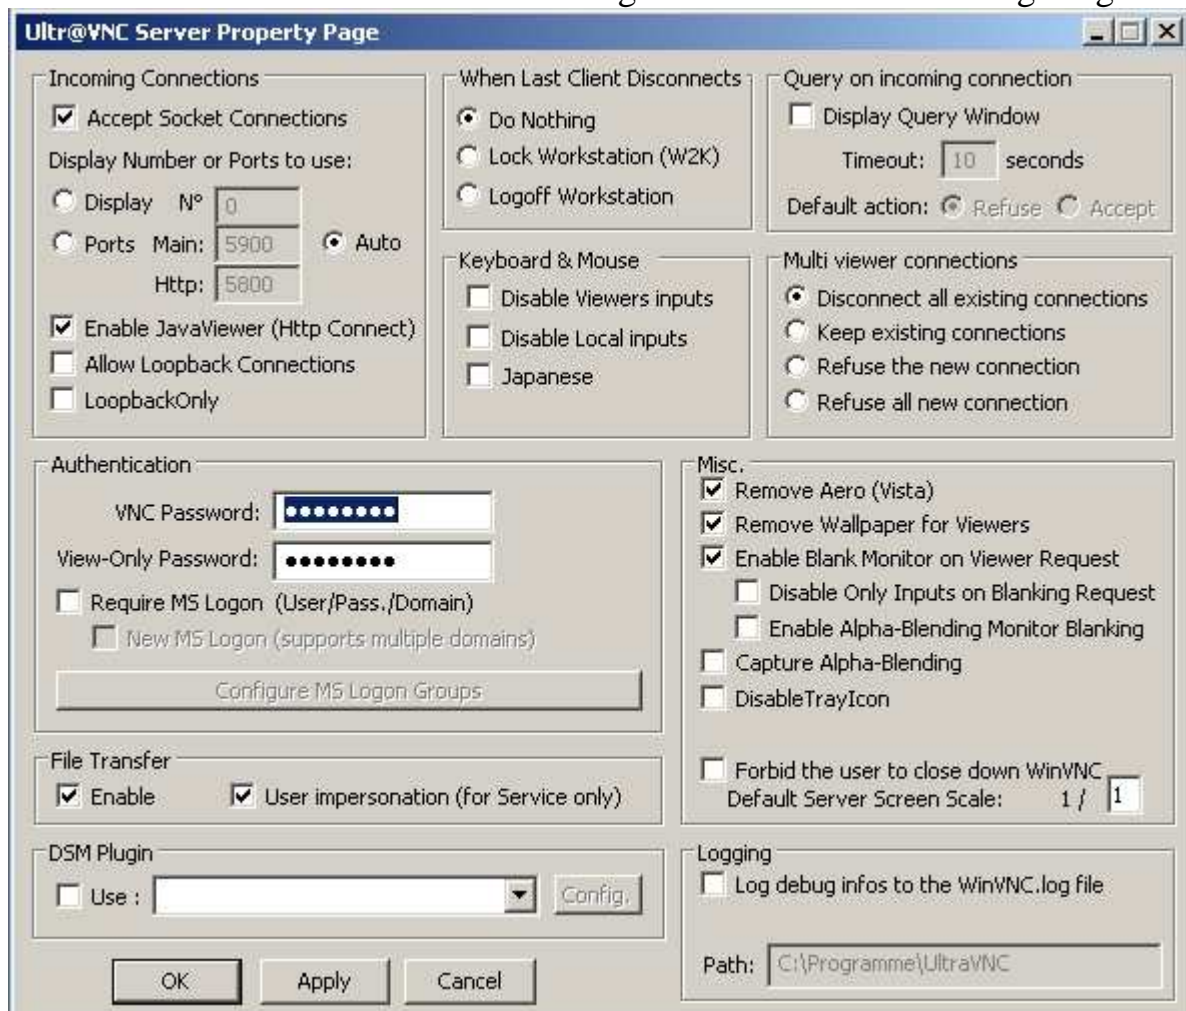 Ultr@VNC Server Property Page
Incoming Connections
Accept Socket Connections
Display Number or Ports to use:
Display N° 0
Ports Main: 5900 Auto
Http: 5800
Enable JavaViewer (Http Connect)
Allow Loopback Connections
LoopbackOnly
When Last Client Disconnects
Do Nothing
Lock Workstation (W2K)
Logoff Workstation
Keyboard & Mouse
Disable Viewers inputs
Disable Local inputs
Japanese
Query on incoming connection
Display Query Window
Timeout: 10 seconds
Default action: Refuse Accept
Multi viewer connections
Disconnect all existing connections
Keep existing connections
Refuse the new connection
Refuse all new connection
Authentication
VNC Password: ●●●●●●●●
View-Only Password: ●●●●●●●●
Require MS Logon (User/Pass./Domain)
New MS Logon (supports multiple domains)
Configure MS Logon Groups
File Transfer
Enable User impersonation (for Service only)
DSM Plugin
Use : Config.
Misc.
Remove Aero (Vista)
Remove Wallpaper for Viewers
Enable Blank Monitor on Viewer Request
Disable Only Inputs on Blanking Request
Enable Alpha-Blending Monitor Blanking
Capture Alpha-Blending
DisableTrayIcon
Forbid the user to close down WinVNC
Default Server Screen Scale: 1 / 1
Logging
Log debug infos to the WinVNC.log file
Path: C:\Programme\UltraVNC
OK Apply Cancel